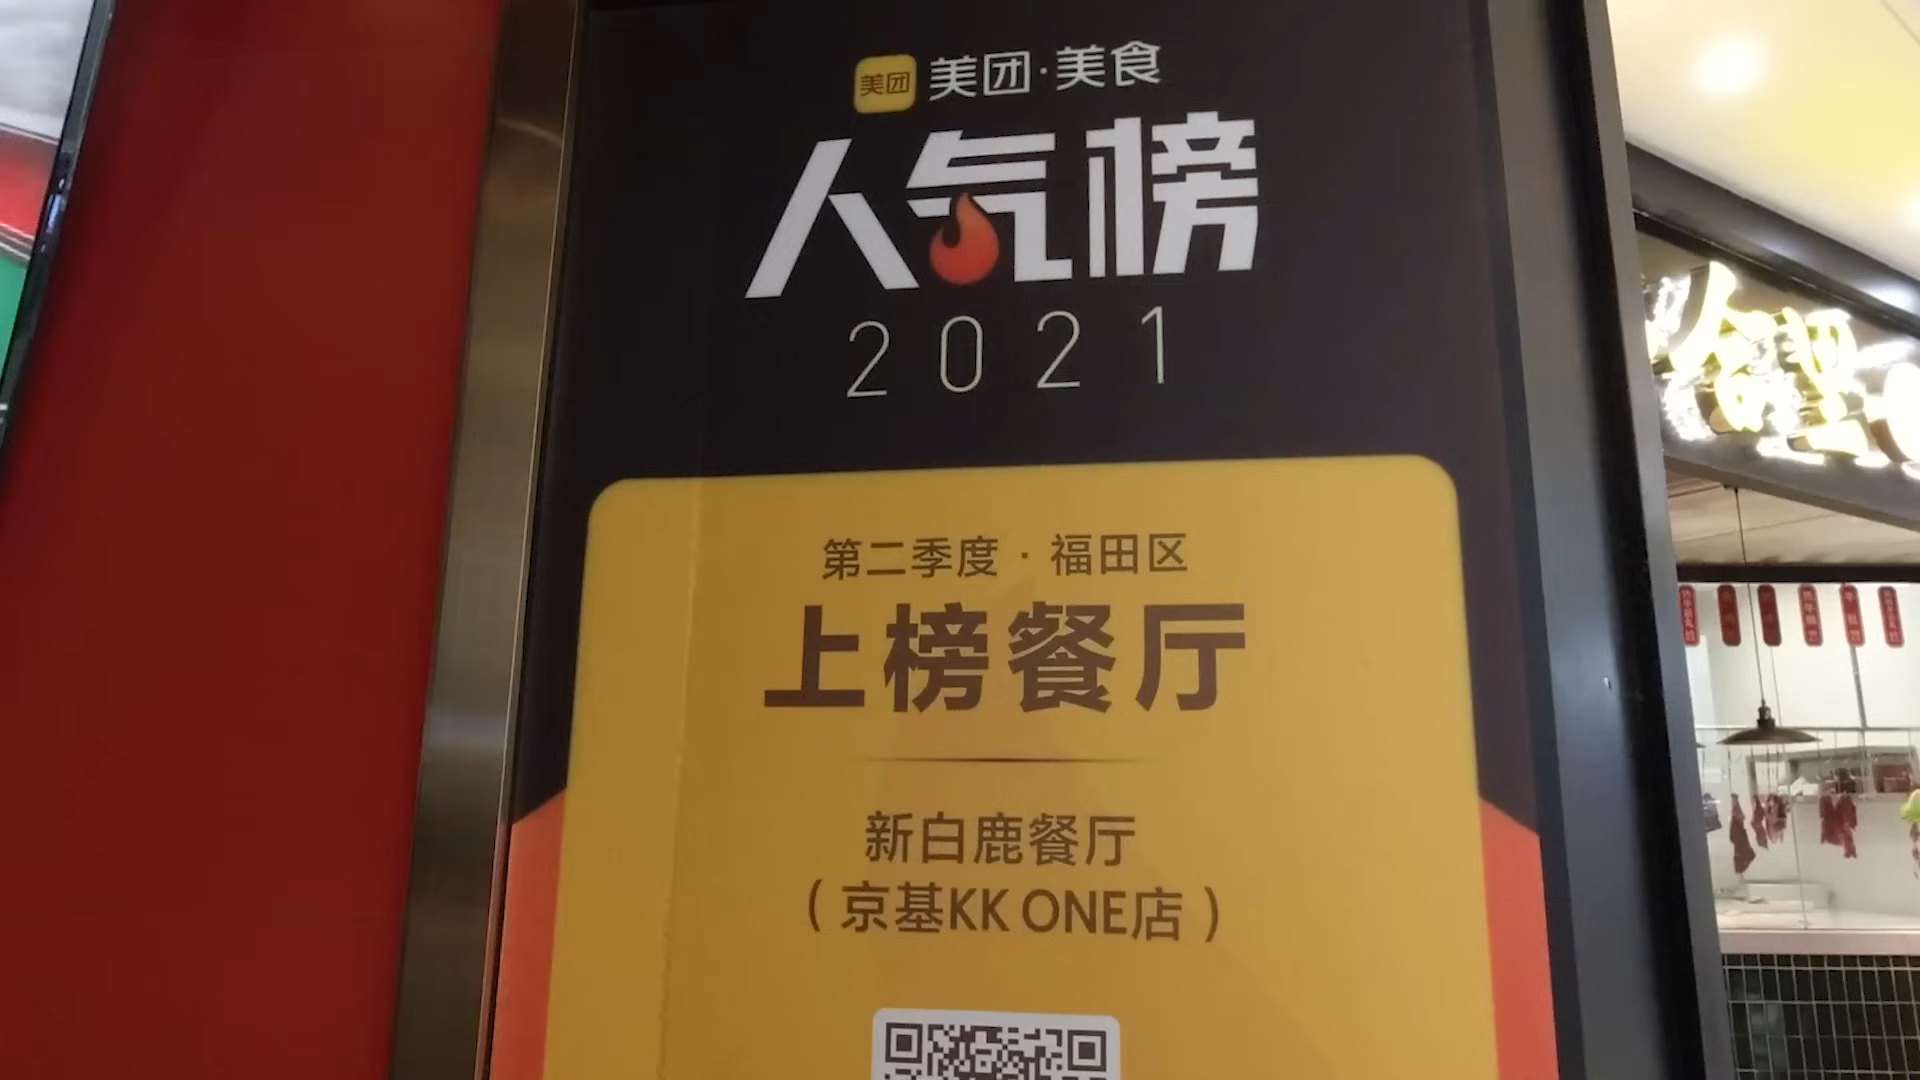 美团 美团·美食
人气榜
2021
第二季度·福田区
上榜餐厅
新白鹿餐厅
（京基KK ONE店）